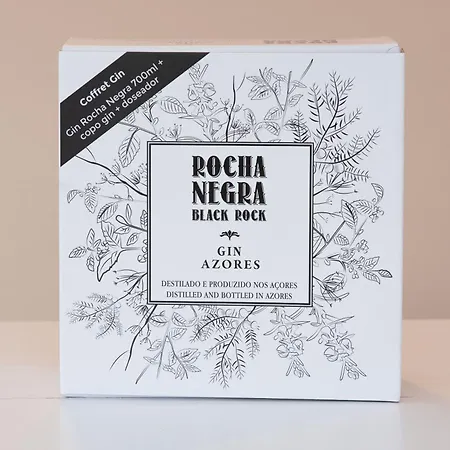 Coffret Gin
Gin Rocha Negra 700ml +
copo gin + doseador
ROCHA
NEGRA
BLACK ROCK
GIN
AZORES
DESTILADO E PRODUZIDO NOS AÇORES
DISTILLED AND BOTTLED IN AZORES